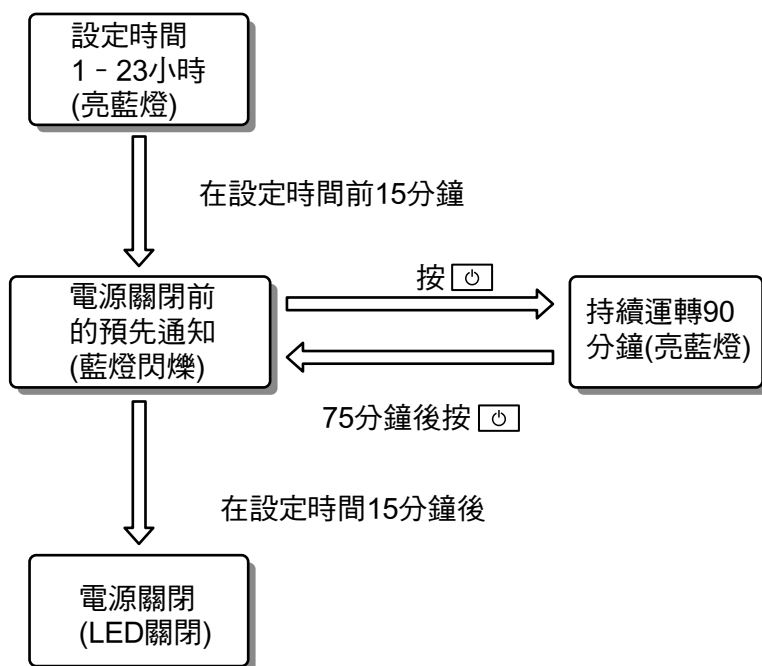 設定時間
1 - 23小時
(亮藍燈)
在設定時間前15分鐘
電源關閉前
的預先通知
(藍燈閃爍)
按
持續運轉90
分鐘(亮藍燈)
75分鐘後按
在設定時間15分鐘後
電源關閉
(LED關閉)